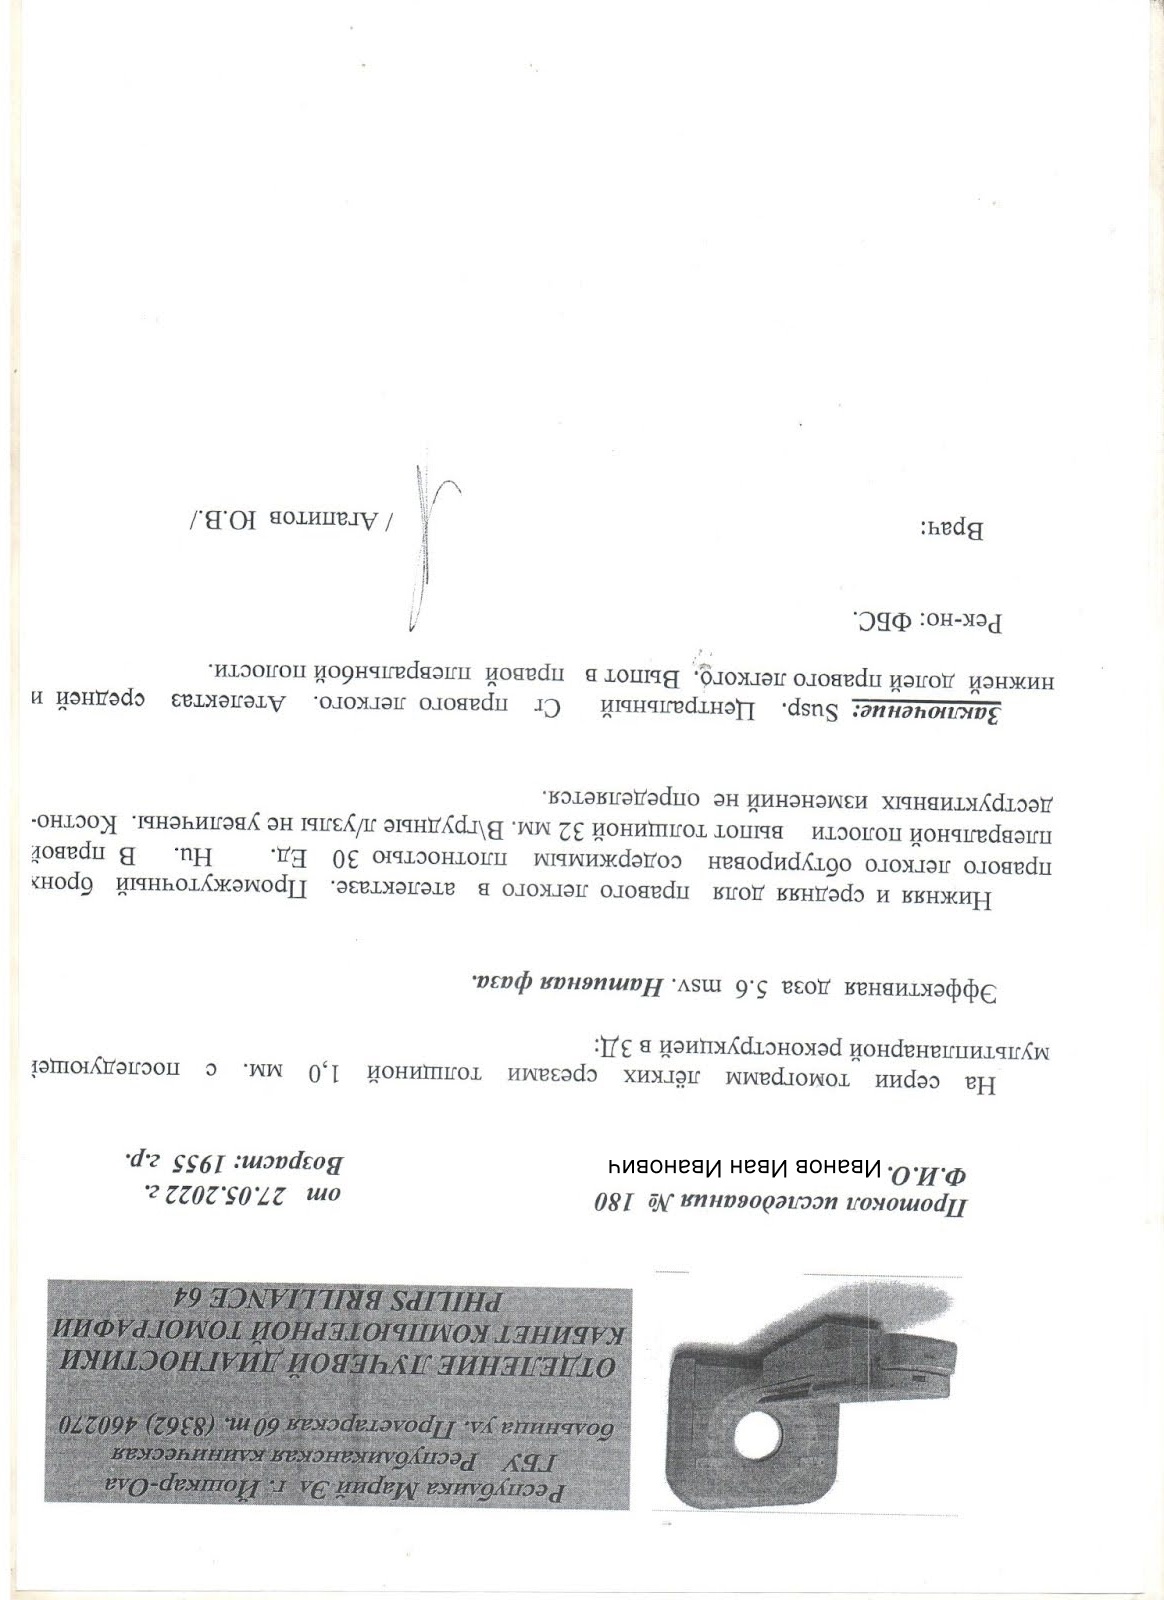 Республика Марий Эл г. Йошкар-Ола
ГБУ Республиканская клиническая
больница ул. Пролетарская 60 т. (8362) 460270
ОТДЕЛЕНИЕ ЛУЧЕВОЙ ДИАГНОСТИКИ
КАБИНЕТ КОМПЬЮТЕРНОЙ ТОМОГРАФИИ
PHILIPS BRILLIANCE 64
Протокол исследования № 180 от 27.05.2022 г.
Ф.И.О. Иванов Иван Иванович Возраст: 1955 г.р.
На серии томограмм лёгких срезами толщиной 1,0 мм. с последующей
мультипланарной реконструкцией в 3Д:
Эффективная доза 5.6 msv. Нативная фаза.
Нижняя и средняя доля правого легкого в ателектазе. Промежуточный бронх
правого легкого обтурирован содержимым плотностью 30 Ед. Hu. В правой
плевральной полости выпот толщиной 32 мм. В\грудные л/узлы не увеличены. Костно-
деструктивных изменений не определяется.
Заключение: Susp. Центральный Cr правого легкого. Ателектаз средней и
нижней долей правого легкого. Выпот в правой плевральнбой полости.
Рек-но: ФБС.
Врач: / Агапитов Ю.В./